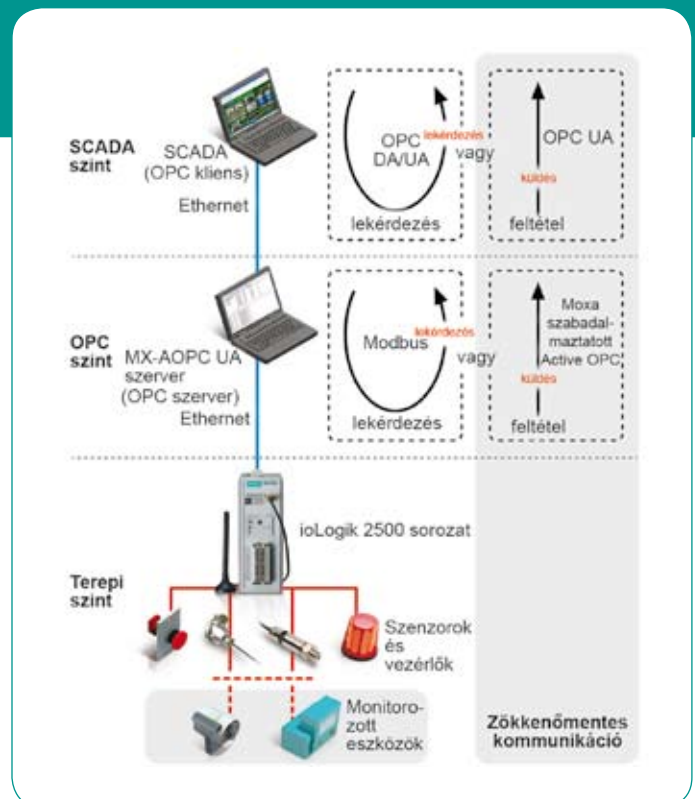 SCADA
szint
SCADA
(OPC kliens)
Ethernet
OPC
DA/UA
lekérdezés
vagy
lekérdezés
OPC UA
küldés
feltétel
OPC
szint
MX-AOPC UA
szerver
(OPC szerver)
Ethernet
Modbus
lekérdezés
vagy
lekérdezés
Moxa
szabadal-
maztatott
Active OPC
küldés
feltétel
ioLogik 2500 sorozat
Terepi
szint
Szenzorok
és
vezérlők
Monitoro-
zott
eszközök
Zökkenőmentes
kommunikáció